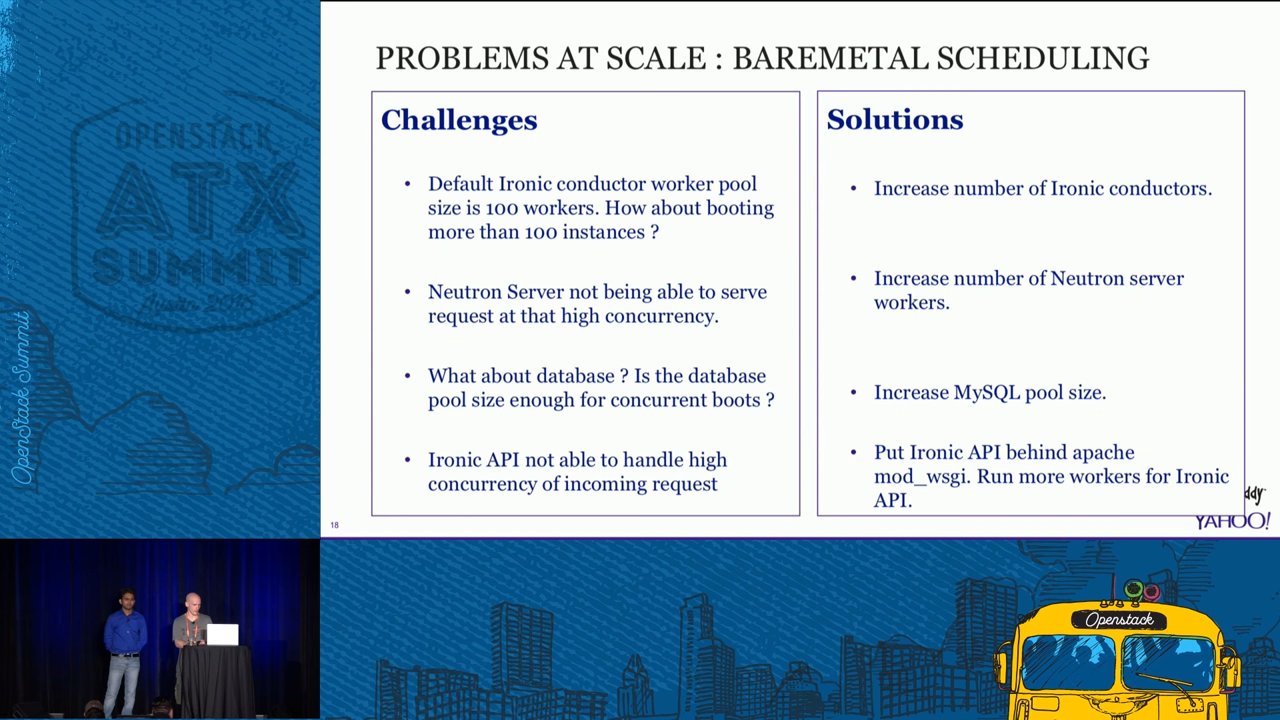 PROBLEMS AT SCALE : BAREMETAL SCHEDULING
Challenges
• Default Ironic conductor worker pool
size is 100 workers. How about booting
more than 100 instances ?
• Neutron Server not being able to serve
request at that high concurrency.
• What about database ? Is the database
pool size enough for concurrent boots ?
• Ironic API not able to handle high
concurrency of incoming request
Solutions
• Increase number of Ironic conductors.
• Increase number of Neutron server
workers.
• Increase MySQL pool size.
• Put Ironic API behind apache
mod_wsgi. Run more workers for Ironic
API.
18
YAHOO!
OPENSTACK
ATX
SUMMIT
OpenStack Summit
Openstack